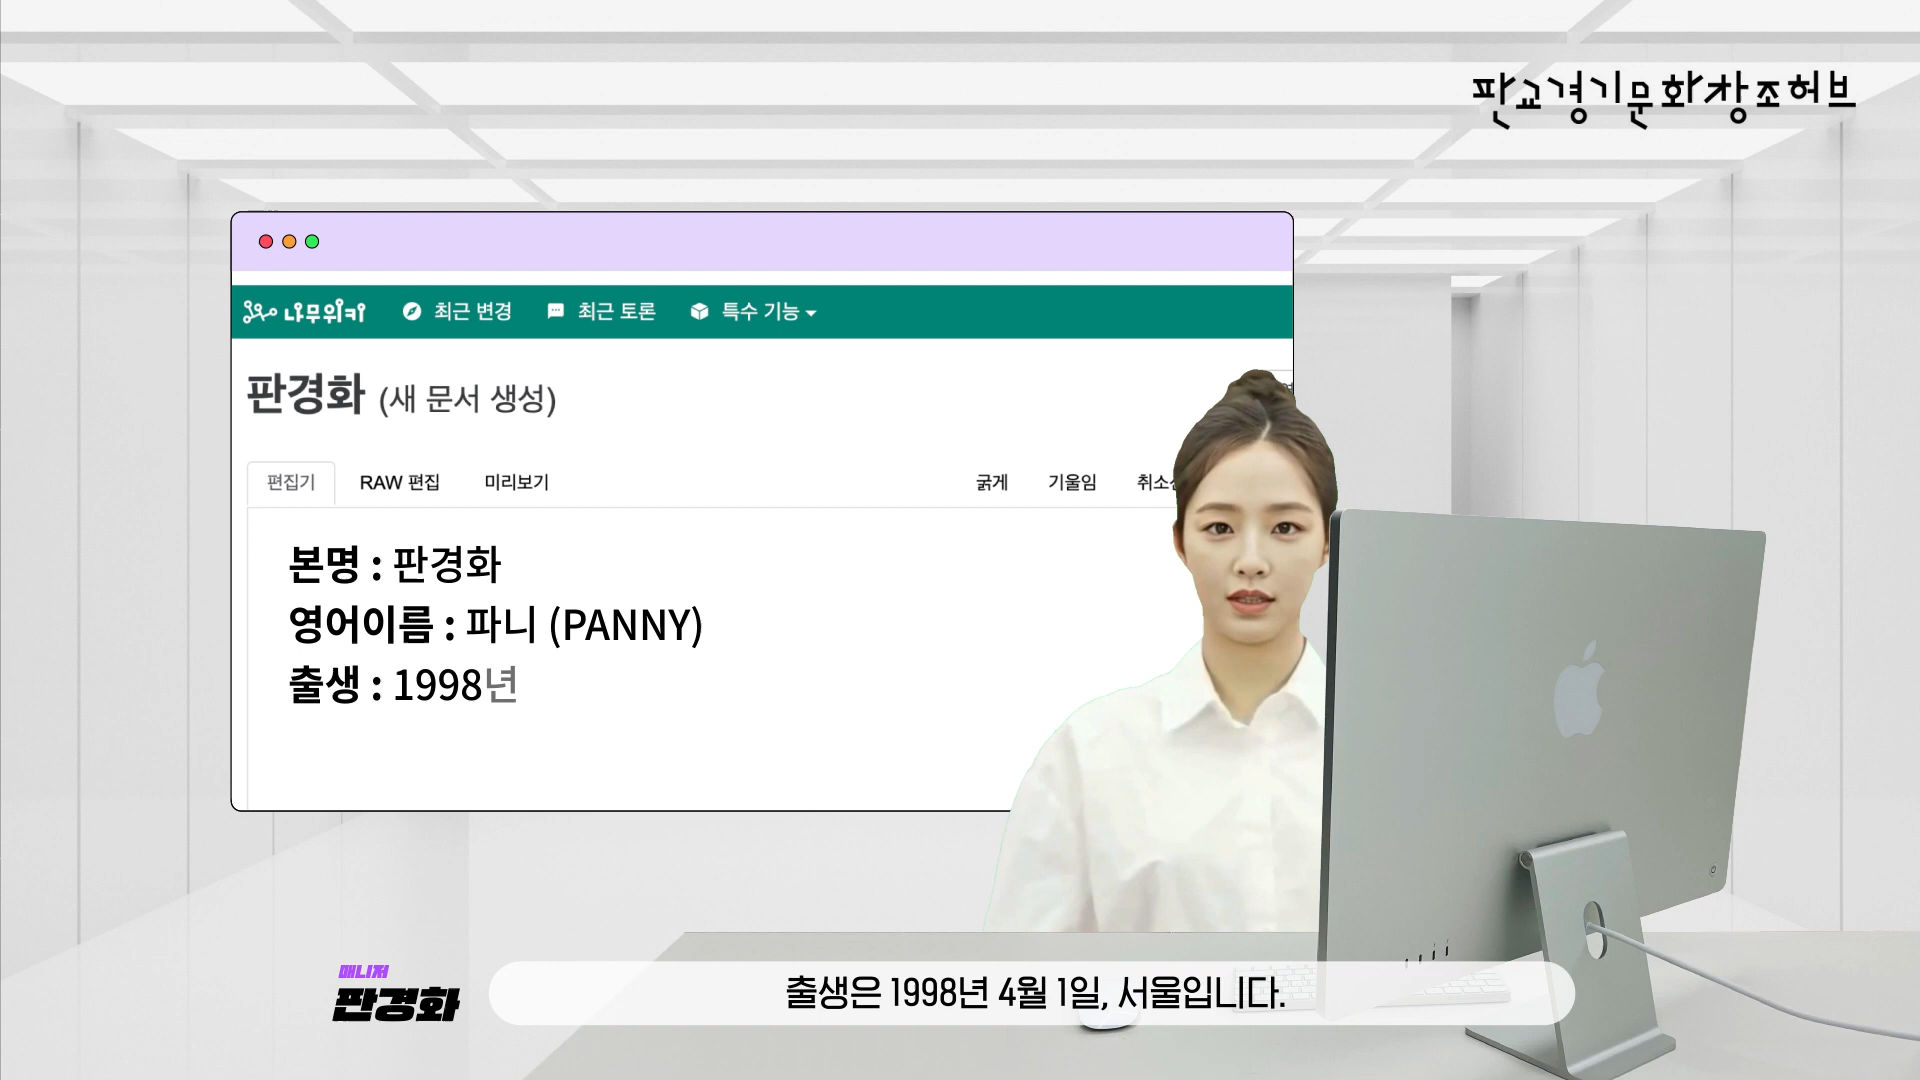 판교경기문화창조허브
나무위키 최근 변경 최근 토론 특수 기능
판경화 (새 문서 생성)
편집기 RAW 편집 미리보기 굵게 기울임
본명 : 판경화
영어이름 : 파니 (PANNY)
출생 : 1998년
매니저
판경화
출생은 1998년 4월 1일, 서울입니다.